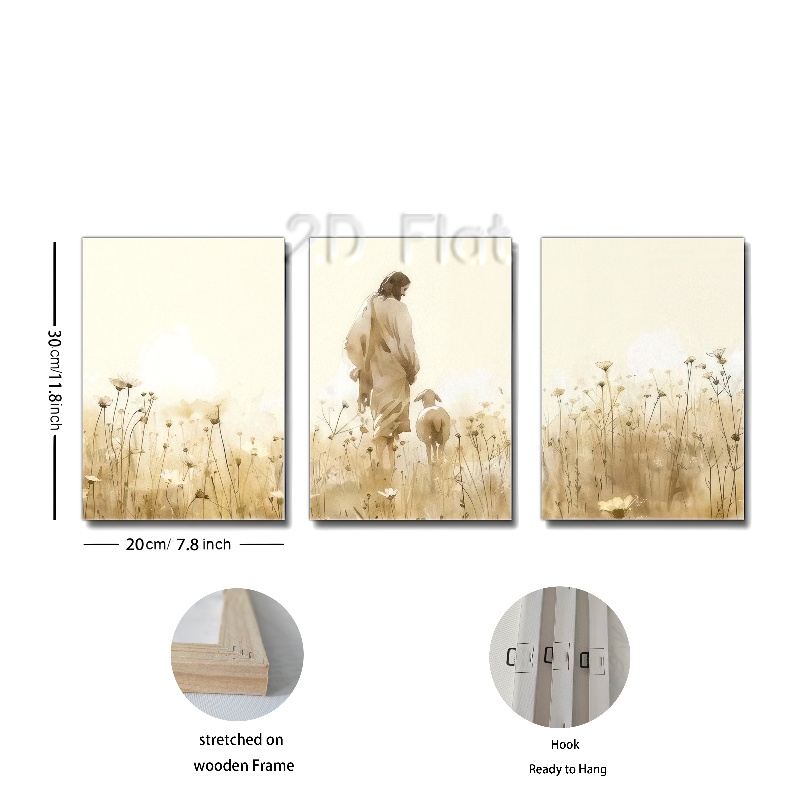 2D Flat
30cm/11.8inch
20cm/ 7.8 inch
stretched on
wooden Frame
Hook
Ready to Hang